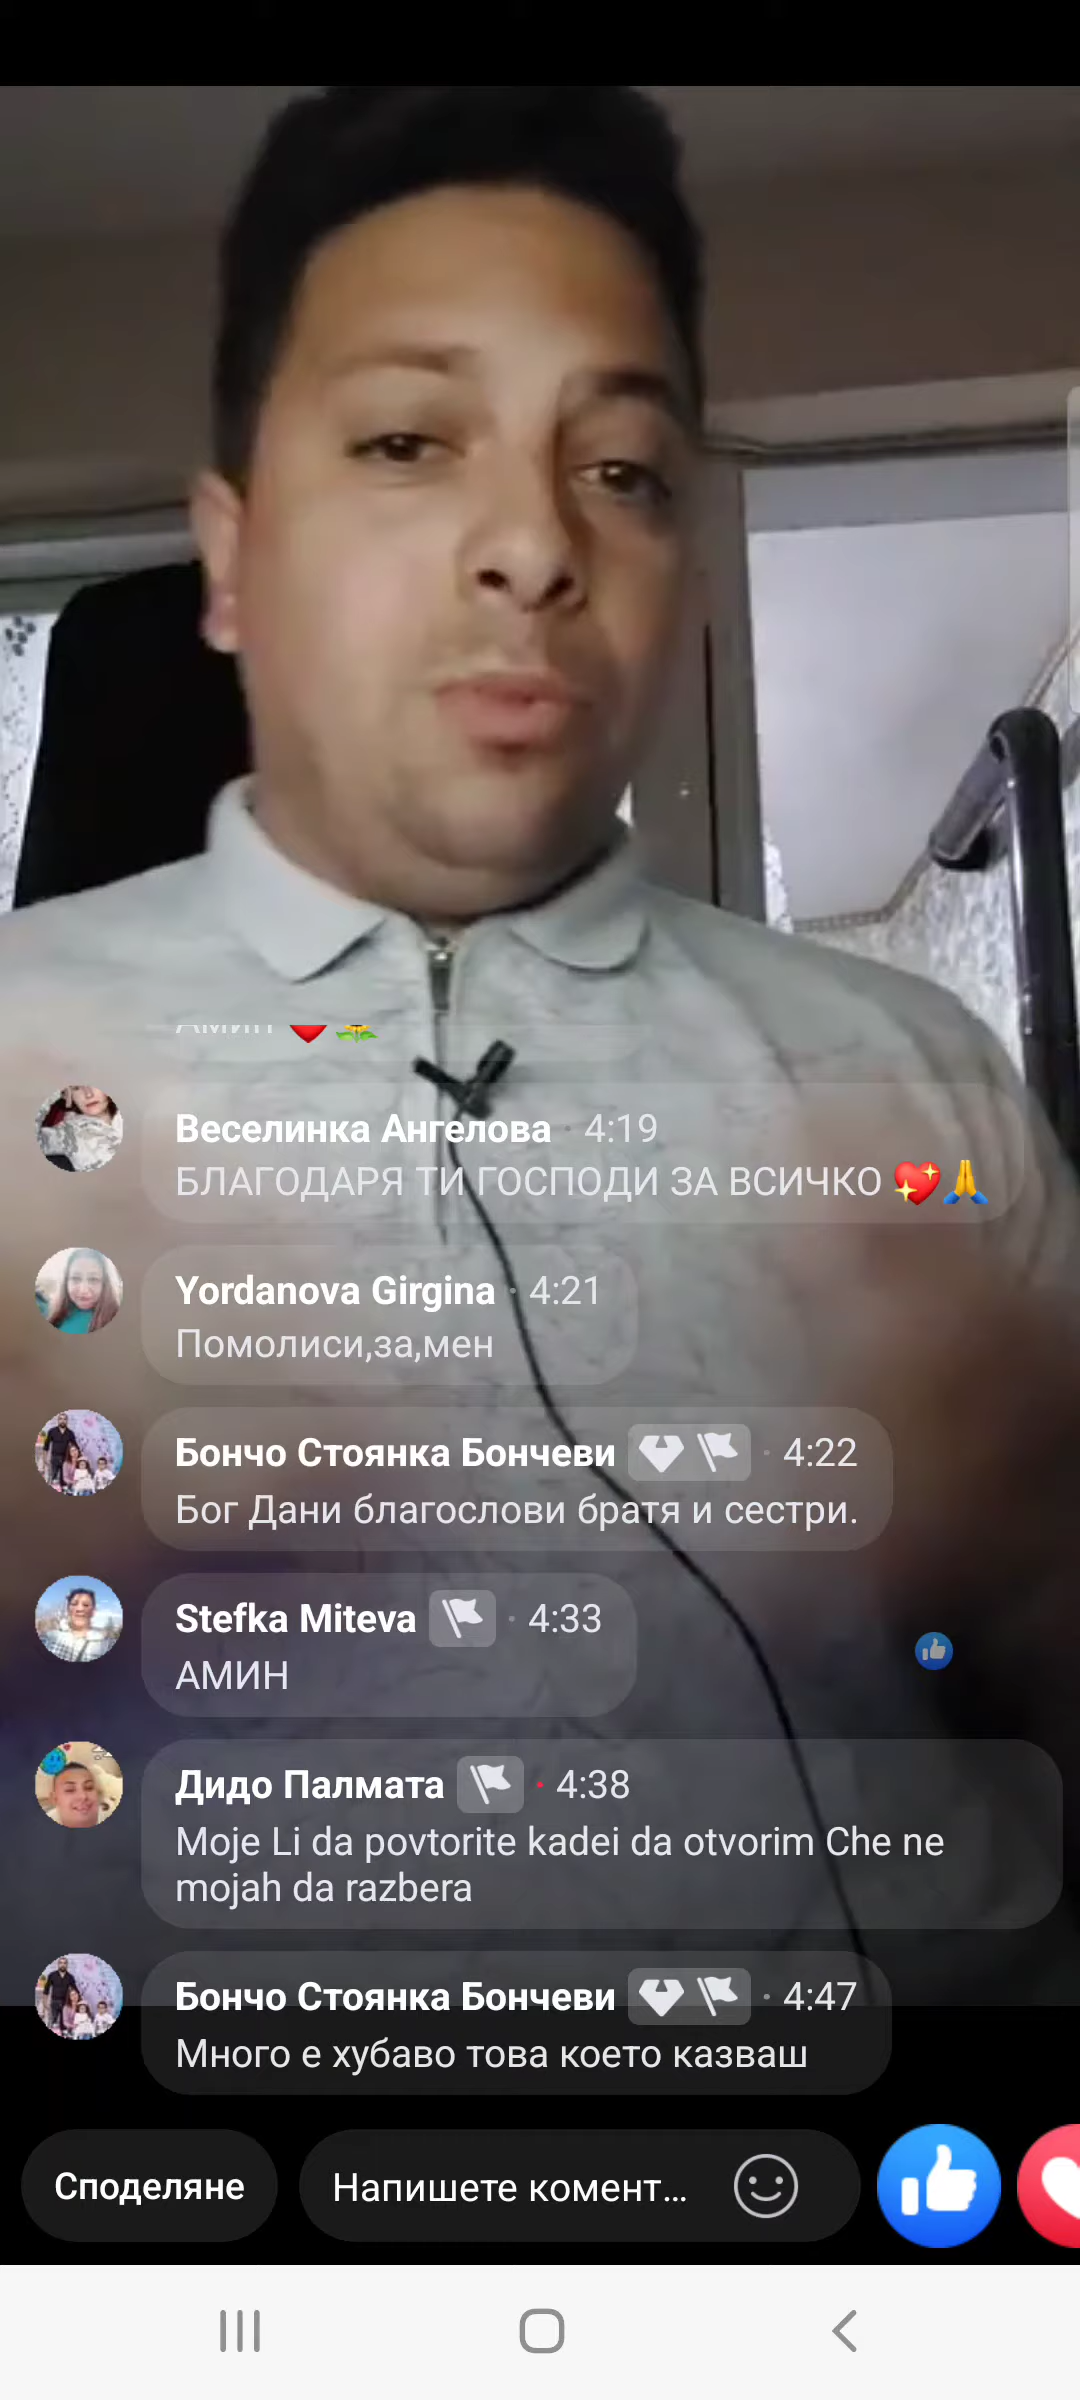 АМИН ❤️🌻
Веселинка Ангелова · 4:19
БЛАГОДАРЯ ТИ ГОСПОДИ ЗА ВСИЧКО 💖🙏
Yordanova Girgina · 4:21
Помолиси,за,мен
Бончо Стоянка Бончеви · 4:22
Бог Дани благослови братя и сестри.
Stefka Miteva · 4:33
АМИН
Дидо Палмата · 4:38
Moje Li da povtorite kadei da otvorim Che ne
mojah da razbera
Бончо Стоянка Бончеви · 4:47
Много е хубаво това което казваш
Споделяне
Напишете комент...